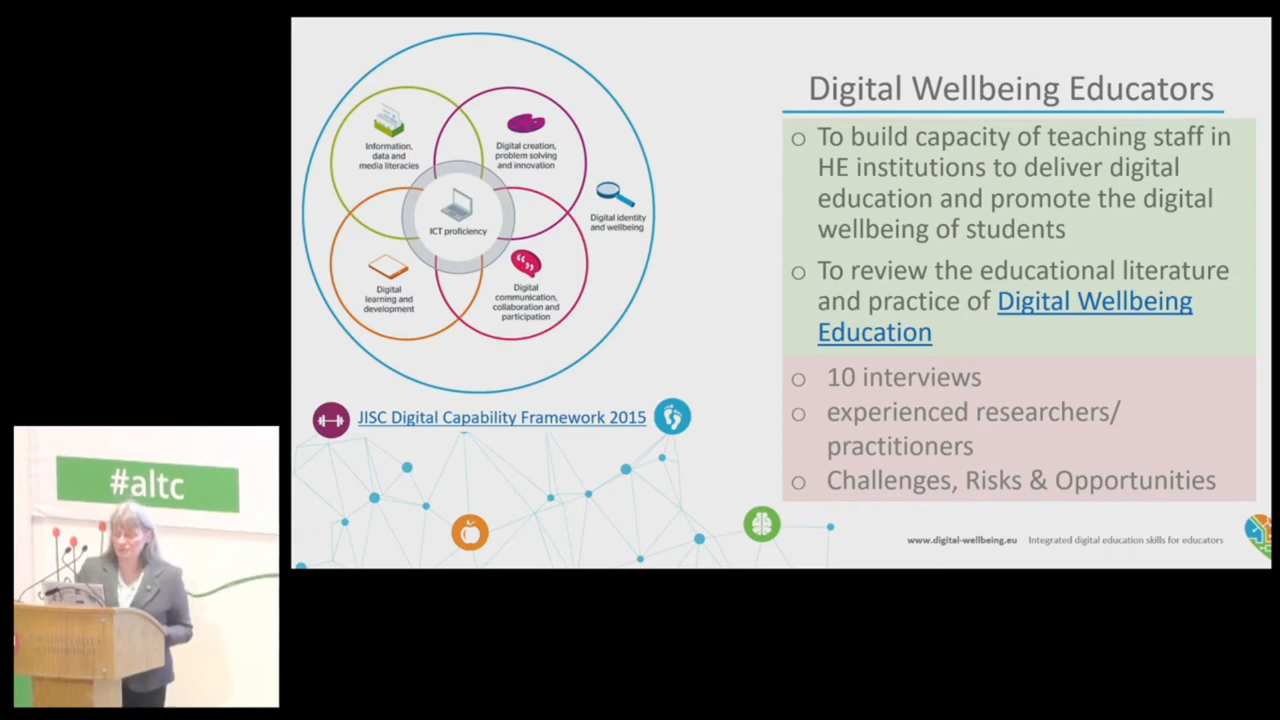 Information,
data and
media literacies
Digital creation,
problem solving
and innovation
ICT proficiency
Digital identity
and wellbeing
Digital
learning and
development
Digital
communication,
collaboration and
participation
JISC Digital Capability Framework 2015
Digital Wellbeing Educators
o To build capacity of teaching staff in
HE institutions to deliver digital
education and promote the digital
wellbeing of students
o To review the educational literature
and practice of Digital Wellbeing
Education
o 10 interviews
o experienced researchers/
practitioners
o Challenges, Risks & Opportunities
www.digital-wellbeing.eu Integrated digital education skills for educators
#altc